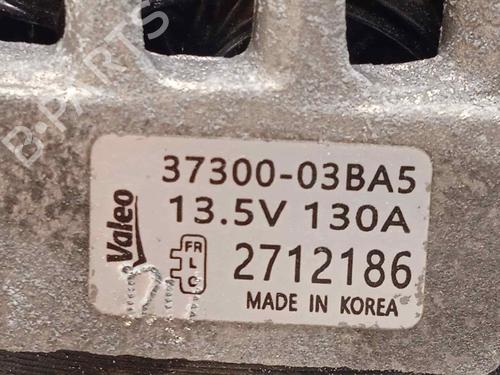 B-PARTS
Valeo
37300-03BA5
13.5V 130A
FR
L
C
2712186
MADE IN KOREA